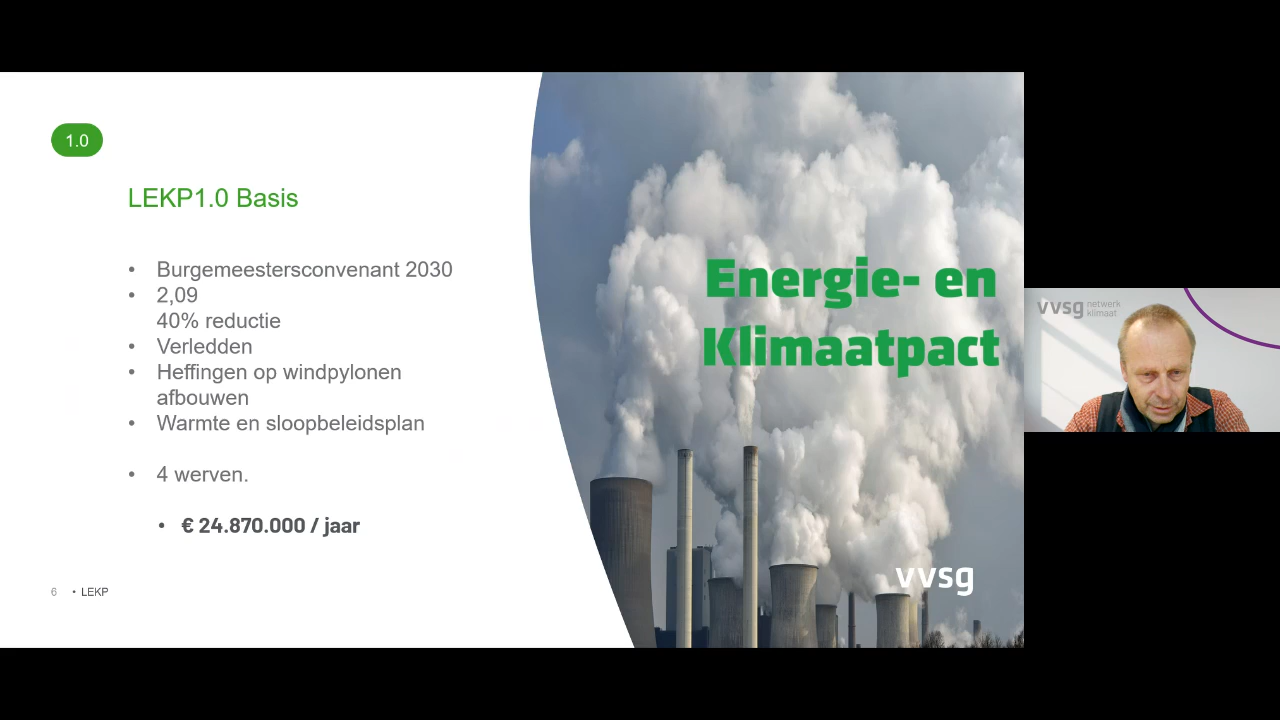 1.0
LEKP1.0 Basis
• Burgemeestersconvenant 2030
• 2,09
40% reductie
• Verledden
• Heffingen op windpylonen
afbouwen
• Warmte en sloopbeleidsplan
• 4 werven.
• € 24.870.000 / jaar
6 • LEKP
Energie- en
Klimaatpact
vvsg
vvsg netwerk
klimaat